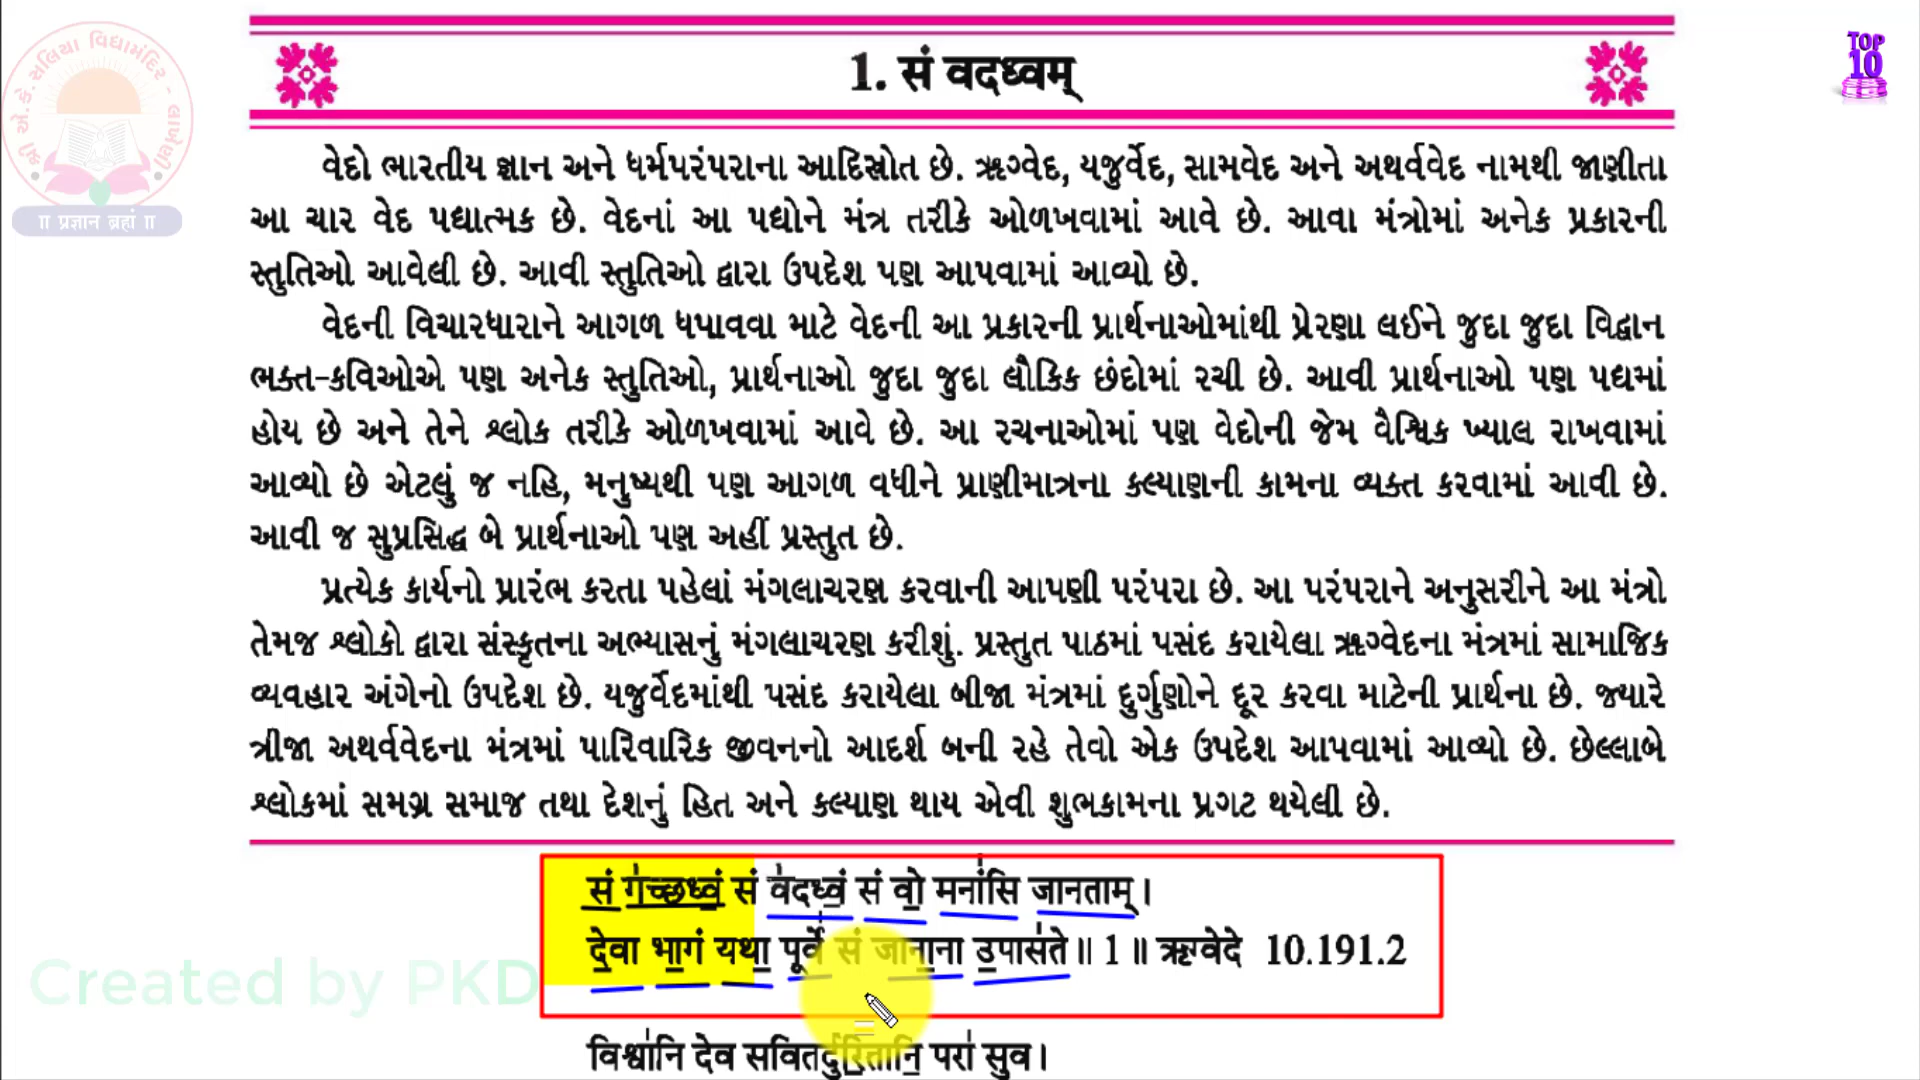 1. सं वदध्वम्
TOP
10
શ્રી એ.કે.સલિયા વિદ્યામંદિર - લાખેણી
॥ प्रज्ञान ब्रह्मं ॥
વેદો ભારતીય જ્ઞાન અને ધર્મપરંપરાના આદિસ્રોત છે. ઋગ્વેદ, યજુર્વેદ, સામવેદ અને અથર્વવેદ નામથી જાણીતા
આ ચાર વેદ પદ્યાત્મક છે. વેદનાં આ પદ્યોને મંત્ર તરીકે ઓળખવામાં આવે છે. આવા મંત્રોમાં અનેક પ્રકારની
સ્તુતિઓ આવેલી છે. આવી સ્તુતિઓ દ્વારા ઉપદેશ પણ આપવામાં આવ્યો છે.
વેદની વિચારધારાને આગળ ધપાવવા માટે વેદની આ પ્રકારની પ્રાર્થનાઓમાંથી પ્રેરણા લઈને જુદા જુદા વિદ્વાન
ભક્ત-કવિઓએ પણ અનેક સ્તુતિઓ, પ્રાર્થનાઓ જુદા જુદા લૌકિક છંદોમાં રચી છે. આવી પ્રાર્થનાઓ પણ પદ્યમાં
હોય છે અને તેને શ્લોક તરીકે ઓળખવામાં આવે છે. આ રચનાઓમાં પણ વેદોની જેમ વૈશ્વિક ખ્યાલ રાખવામાં
આવ્યો છે એટલું જ નહિ, મનુષ્યથી પણ આગળ વધીને પ્રાણીમાત્રના કલ્યાણની કામના વ્યક્ત કરવામાં આવી છે.
આવી જ સુપ્રસિદ્ધ બે પ્રાર્થનાઓ પણ અહીં પ્રસ્તુત છે.
પ્રત્યેક કાર્યનો પ્રારંભ કરતા પહેલાં મંગલાચરણ કરવાની આપણી પરંપરા છે. આ પરંપરાને અનુસરીને આ મંત્રો
તેમજ શ્લોકો દ્વારા સંસ્કૃતના અભ્યાસનું મંગલાચરણ કરીશું. પ્રસ્તુત પાઠમાં પસંદ કરાયેલા ઋગ્વેદના મંત્રમાં સામાજિક
વ્યવહાર અંગેનો ઉપદેશ છે. યજુર્વેદમાંથી પસંદ કરાયેલા બીજા મંત્રમાં દુર્ગુણોને દૂર કરવા માટેની પ્રાર્થના છે. જ્યારે
ત્રીજા અથર્વવેદના મંત્રમાં પારિવારિક જીવનનો આદર્શ બની રહે તેવો એક ઉપદેશ આપવામાં આવ્યો છે. છેલ્લાબે
શ્લોકમાં સમગ્ર સમાજ તથા દેશનું હિત અને કલ્યાણ થાય એવી શુભકામના પ્રગટ થયેલી છે.
सं ग॑च्छध्वं॒ सं व॑दध्वं॒ सं वो॒ मनां॑सि जानताम्।
दे॒वा भा॒गं यथा॒ पूर्वे॑ सं जाना॒ना उ॒पास॑ते॥ 1 ॥ ऋग्वेदे 10.191.2
Created by PKD
विश्वा॑नि देव सवितर्दुरि॒तानि॒ परा॑ सुव।